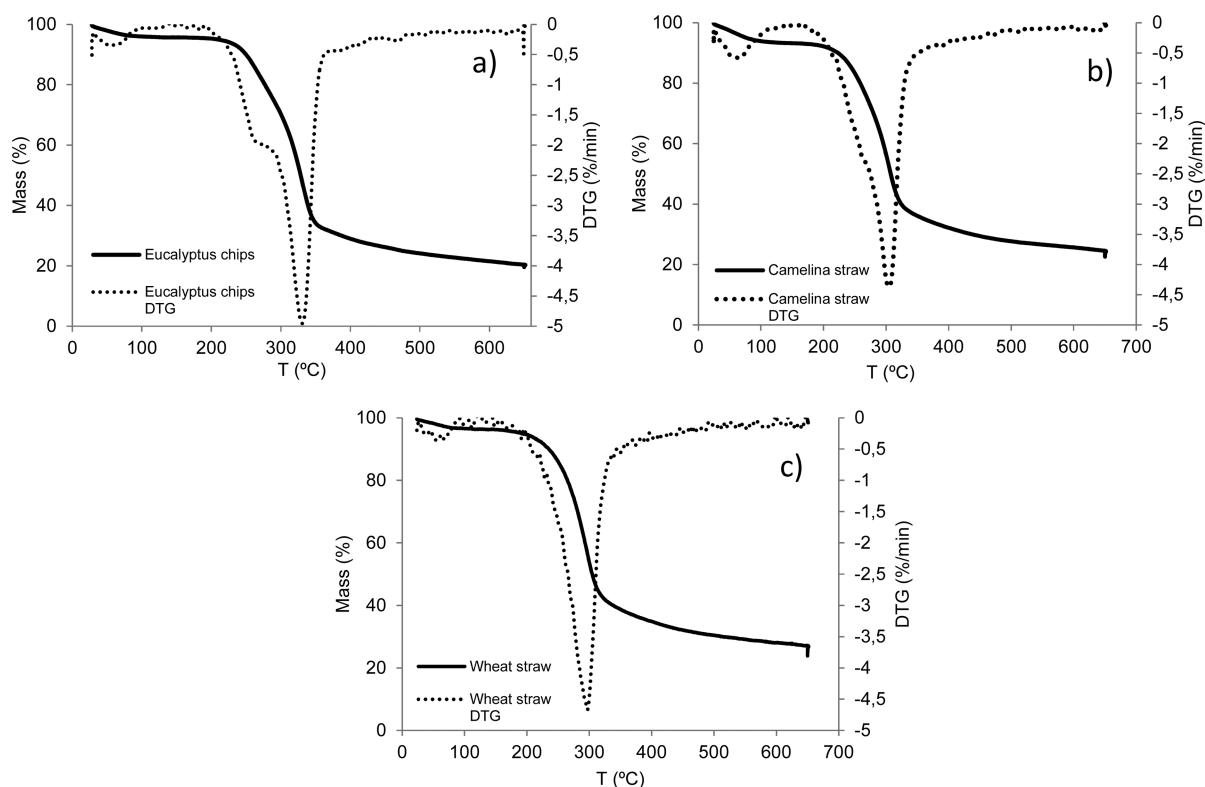 a)
Mass (%)
100
80
60
40
20
0
0
-0,5
-1
-1,5
-2
-2,5
-3
-3,5
-4
-4,5
-5
DTG (%/min)
Eucalyptus chips
Eucalyptus chips
DTG
0 100 200 300 400 500 600
T (ºC)
b)
Mass (%)
100
80
60
40
20
0
0
-0,5
-1
-1,5
-2
-2,5
-3
-3,5
-4
-4,5
-5
DTG (%/min)
Camelina straw
Camelina straw
DTG
0 100 200 300 400 500 600 700
T (ºC)
c)
Mass (%)
100
80
60
40
20
0
0
-0,5
-1
-1,5
-2
-2,5
-3
-3,5
-4
-4,5
-5
DTG (%/min)
Wheat straw
Wheat straw
DTG
0 100 200 300 400 500 600 700
T (ºC)